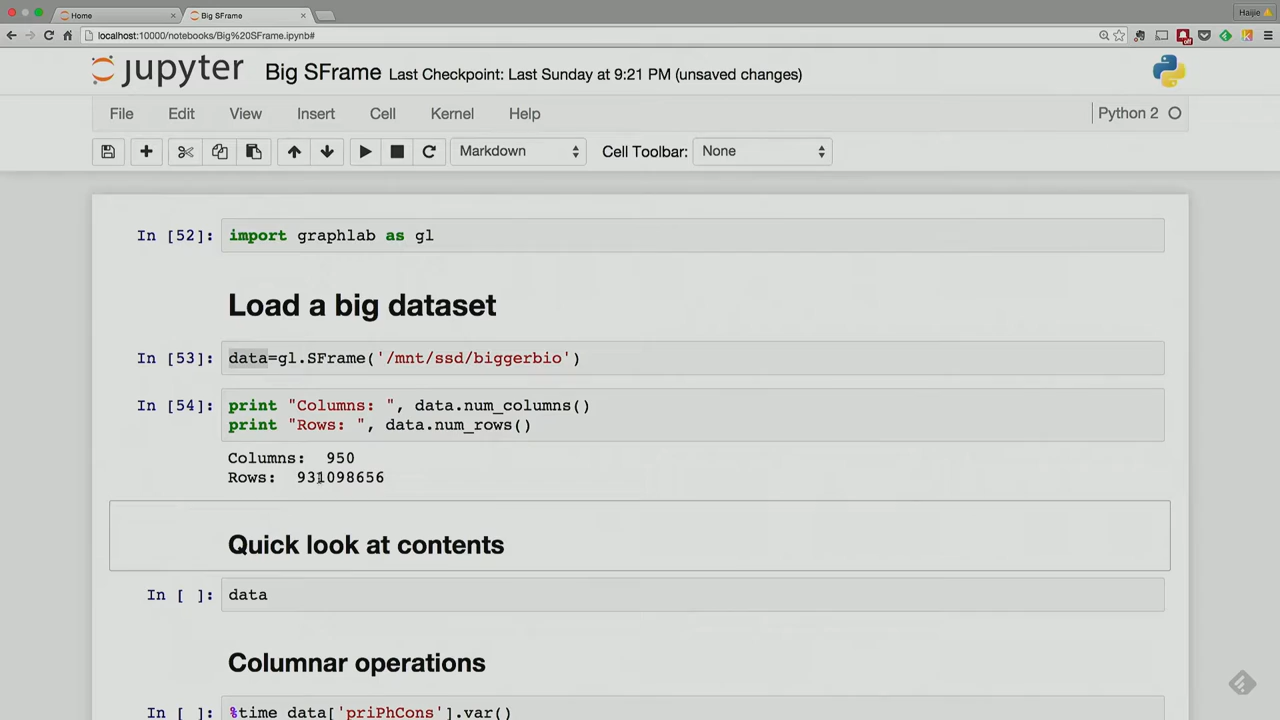 Home
Big SFrame
Haijie
localhost:10000/notebooks/Big%20SFrame.ipynb#
jupyter Big SFrame Last Checkpoint: Last Sunday at 9:21 PM (unsaved changes)
File Edit View Insert Cell Kernel Help
Python 2
Markdown Cell Toolbar: None
In [52]: import graphlab as gl
Load a big dataset
In [53]: data=gl.SFrame('/mnt/ssd/biggerbio')
In [54]: print "Columns: ", data.num_columns()
print "Rows: ", data.num_rows()
Columns: 950
Rows: 931098656
Quick look at contents
In [ ]: data
Columnar operations
In [ ]: %time data['priPhCons'].var()